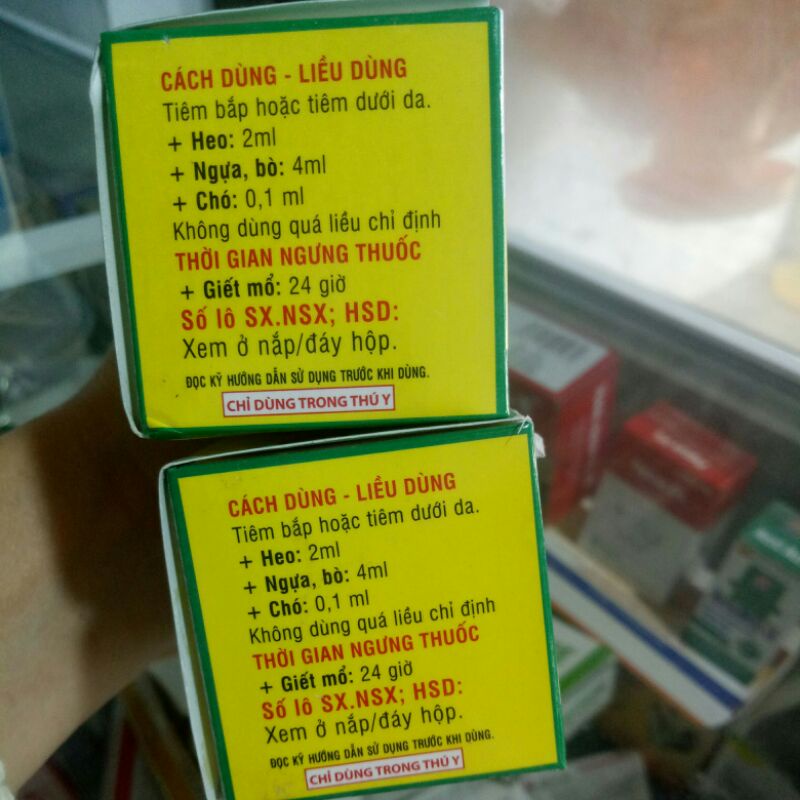 CÁCH DÙNG - LIỀU DÙNG
Tiêm bắp hoặc tiêm dưới da.
+ Heo: 2ml
+ Ngựa, bò: 4ml
+ Chó: 0,1 ml
Không dùng quá liều chỉ định
THỜI GIAN NGƯNG THUỐC
+ Giết mổ: 24 giờ
Số lô SX.NSX; HSD:
Xem ở nắp/đáy hộp.
ĐỌC KỸ HƯỚNG DẪN SỬ DỤNG TRƯỚC KHI DÙNG.
CHỈ DÙNG TRONG THÚ Y
CÁCH DÙNG - LIỀU DÙNG
Tiêm bắp hoặc tiêm dưới da.
+ Heo: 2ml
+ Ngựa, bò: 4ml
+ Chó: 0,1 ml
Không dùng quá liều chỉ định
THỜI GIAN NGƯNG THUỐC
+ Giết mổ: 24 giờ
Số lô SX.NSX; HSD:
Xem ở nắp/đáy hộp.
ĐỌC KỸ HƯỚNG DẪN SỬ DỤNG TRƯỚC KHI DÙNG.
CHỈ DÙNG TRONG THÚ Y